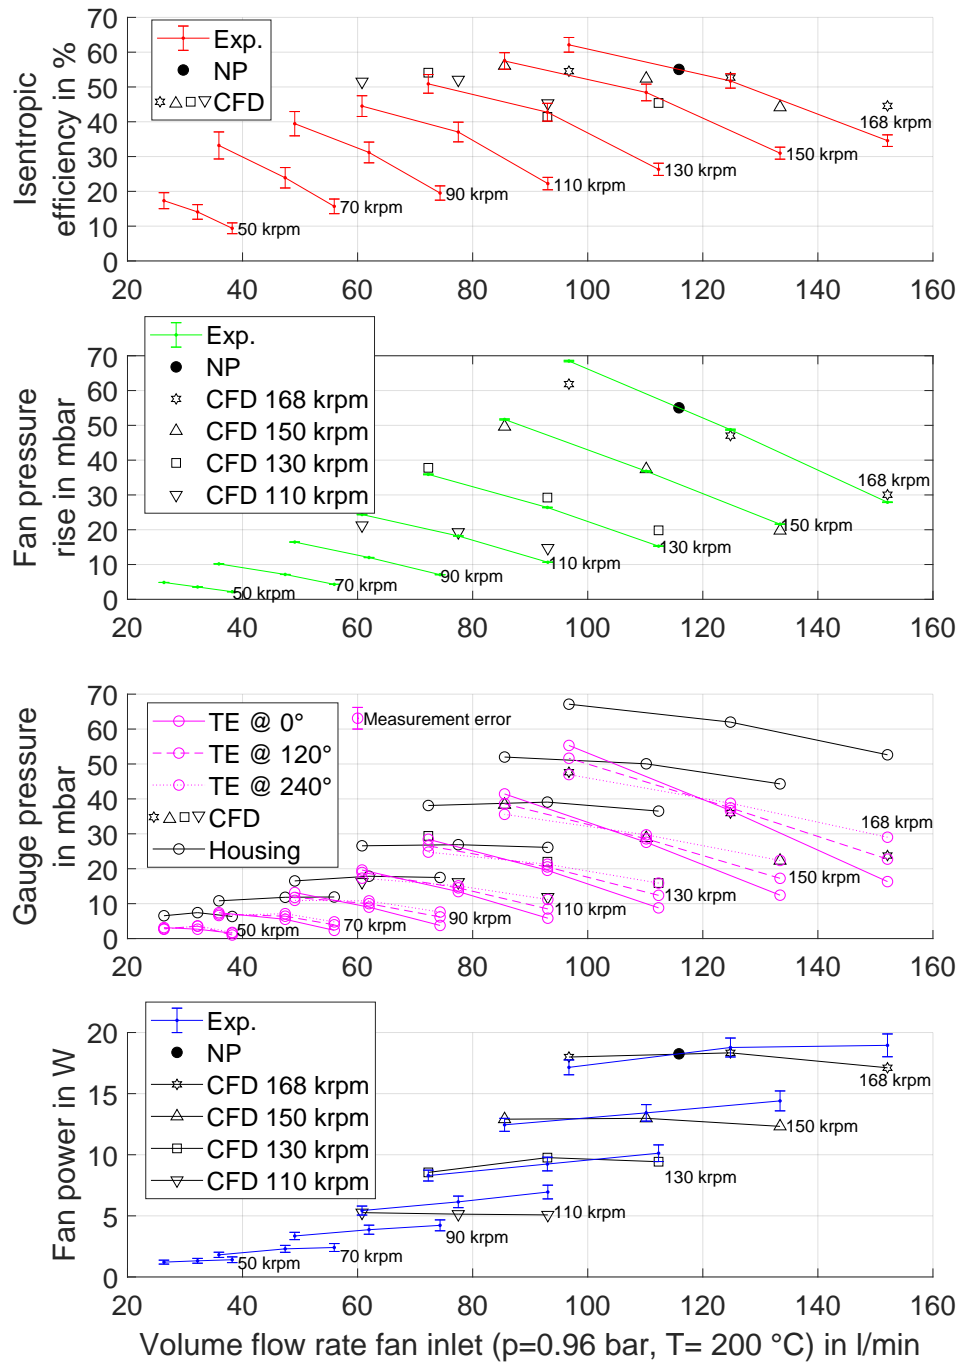 Isentropic
efficiency in %
70
60
50
40
30
20
10
0
Exp.
NP
CFD
50 krpm
70 krpm
90 krpm
110 krpm
130 krpm
150 krpm
168 krpm
20 40 60 80 100 120 140 160
Fan pressure
rise in mbar
70
60
50
40
30
20
10
0
Exp.
NP
CFD 168 krpm
CFD 150 krpm
CFD 130 krpm
CFD 110 krpm
50 krpm
70 krpm
90 krpm
110 krpm
130 krpm
150 krpm
168 krpm
20 40 60 80 100 120 140 160
Gauge pressure
in mbar
70
60
50
40
30
20
10
0
TE @ 0°
TE @ 120°
TE @ 240°
CFD
Housing
Measurement error
50 krpm
70 krpm
90 krpm
110 krpm
130 krpm
150 krpm
168 krpm
20 40 60 80 100 120 140 160
Fan power in W
20
15
10
5
0
Exp.
NP
CFD 168 krpm
CFD 150 krpm
CFD 130 krpm
CFD 110 krpm
50 krpm
70 krpm
90 krpm
110 krpm
130 krpm
150 krpm
168 krpm
20 40 60 80 100 120 140 160
Volume flow rate fan inlet (p=0.96 bar, T= 200 °C) in l/min